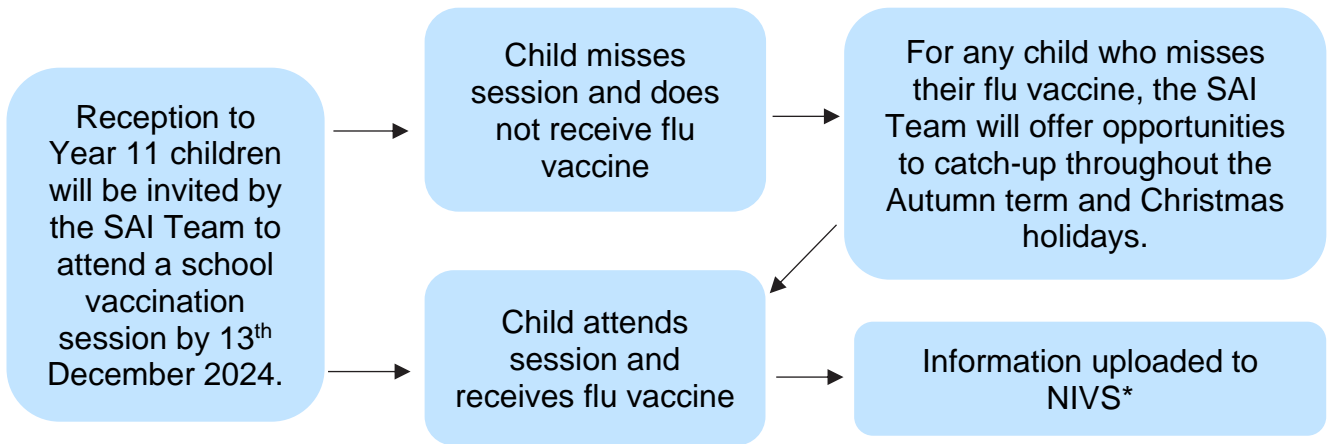 Reception to
Year 11 children
will be invited by
the SAI Team to
attend a school
vaccination
session by 13th
December 2024.
Child misses
session and does
not receive flu
vaccine
For any child who misses
their flu vaccine, the SAI
Team will offer opportunities
to catch-up throughout the
Autumn term and Christmas
holidays.
Child attends
session and
receives flu vaccine
Information uploaded to
NIVS*